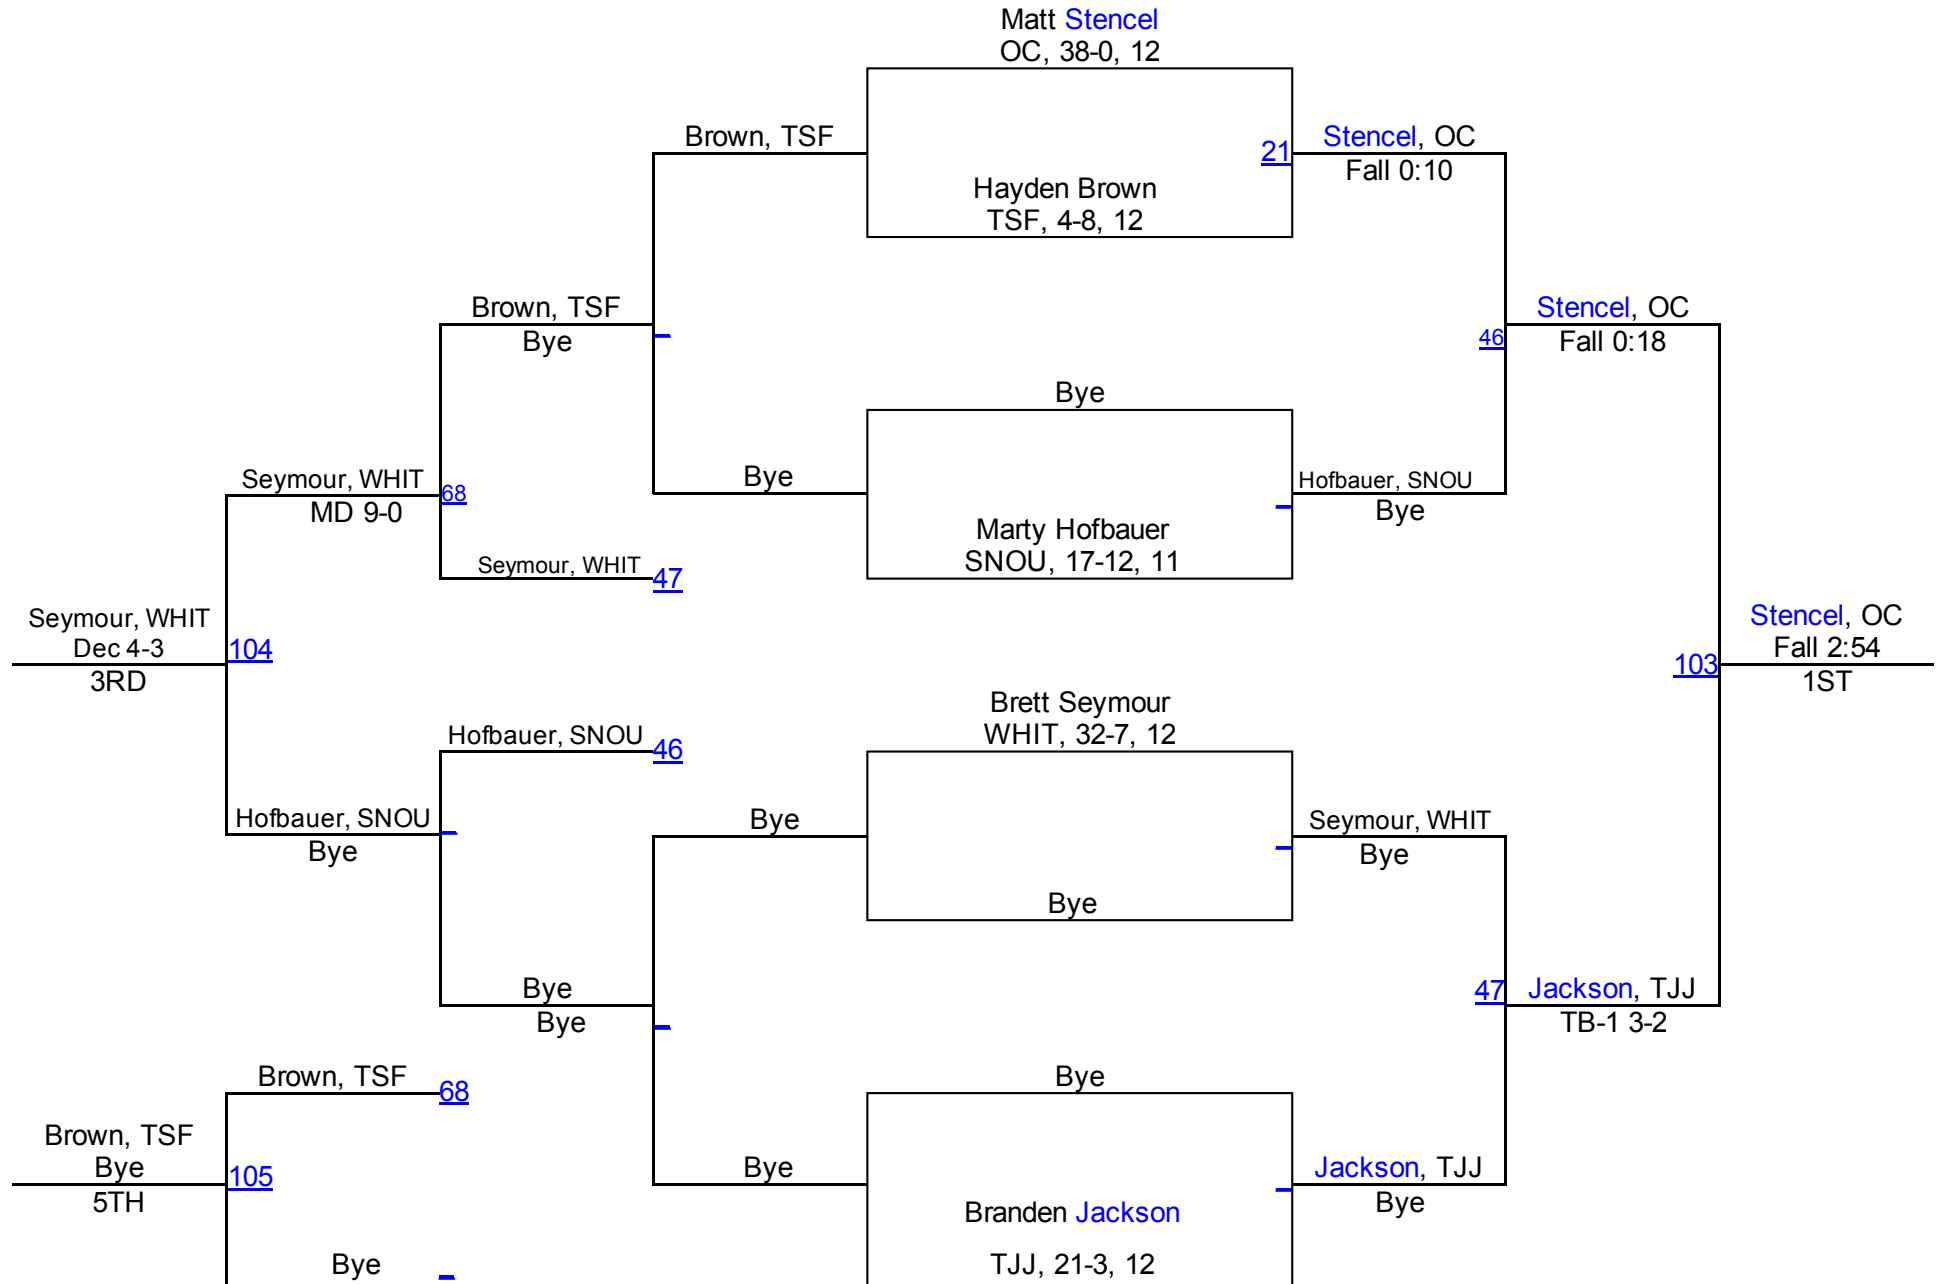 Matt Stencel
OC, 38-0, 12
Brown, TSF
21
Stencel, OC
Fall 0:10
Hayden Brown
TSF, 4-8, 12
Brown, TSF
Bye
Stencel, OC
46
Fall 0:18
Bye
Seymour, WHIT
MD 9-0
68
Bye
Hofbauer, SNOU
Bye
Marty Hofbauer
SNOU, 17-12, 11
Seymour, WHIT
47
Seymour, WHIT
Dec 4-3
104
3RD
Stencel, OC
Fall 2:54
103
1ST
Brett Seymour
WHIT, 32-7, 12
Hofbauer, SNOU
46
Hofbauer, SNOU
Bye
Bye
Seymour, WHIT
Bye
Bye
Bye
Bye
47
Jackson, TJJ
TB-1 3-2
Brown, TSF
68
Bye
Brown, TSF
Bye
105
5TH
Bye
Jackson, TJJ
Bye
Branden Jackson
TJJ, 21-3, 12
Bye